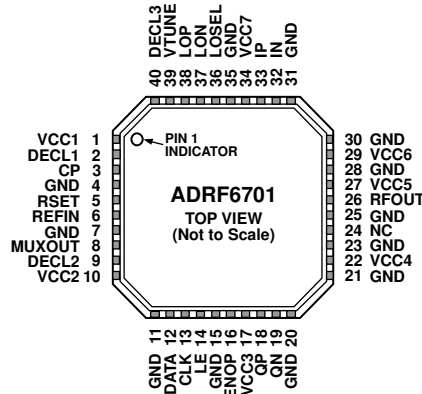 40 DECL3
39 VTUNE
38 LOP
37 LON
36 LOSEL
35 GND
34 VCC7
33 IP
32 IN
31 GND
VCC1 1
DECL1 2
CP 3
GND 4
RSET 5
REFIN 6
GND 7
MUXOUT 8
DECL2 9
VCC2 10
PIN 1
INDICATOR
ADRF6701
TOP VIEW
(Not to Scale)
30 GND
29 VCC6
28 GND
27 VCC5
26 RFOUT
25 GND
24 NC
23 GND
22 VCC4
21 GND
GND 11
DATA 12
CLK 13
LE 14
GND 15
ENOP 16
VCC3 17
QP 18
QN 19
GND 20